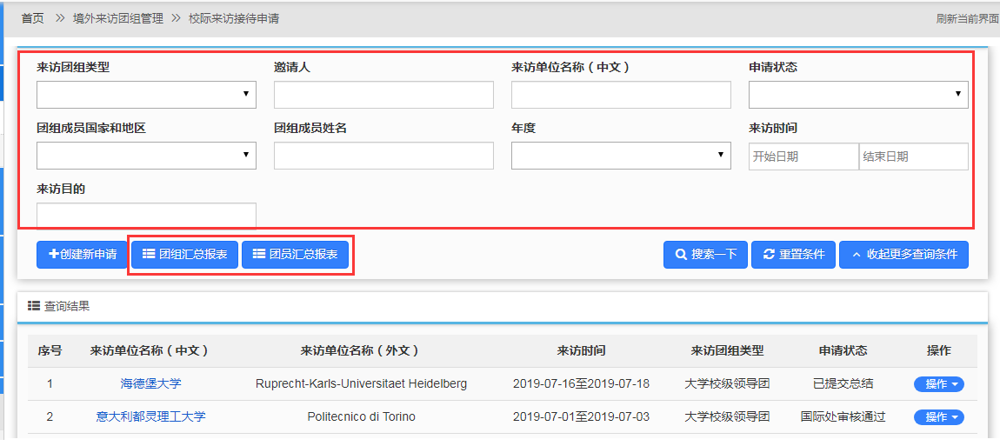 首页 >> 境外来访团组管理 >> 校际来访接待申请 刷新当前界面
来访团组类型 邀请人 来访单位名称（中文） 申请状态
团组成员国家和地区 团组成员姓名 年度 来访时间
开始日期 结束日期
来访目的
创建新申请 团组汇总报表 团员汇总报表 搜索一下 重置条件 收起更多查询条件
查询结果
序号 来访单位名称（中文） 来访单位名称（外文） 来访时间 来访团组类型 申请状态 操作
1 海德堡大学 Ruprecht-Karls-Universitaet Heidelberg 2019-07-16至2019-07-18 大学校级领导团 已提交总结 操作
2 意大利都灵理工大学 Politecnico di Torino 2019-07-01至2019-07-03 大学校级领导团 国际处审核通过 操作